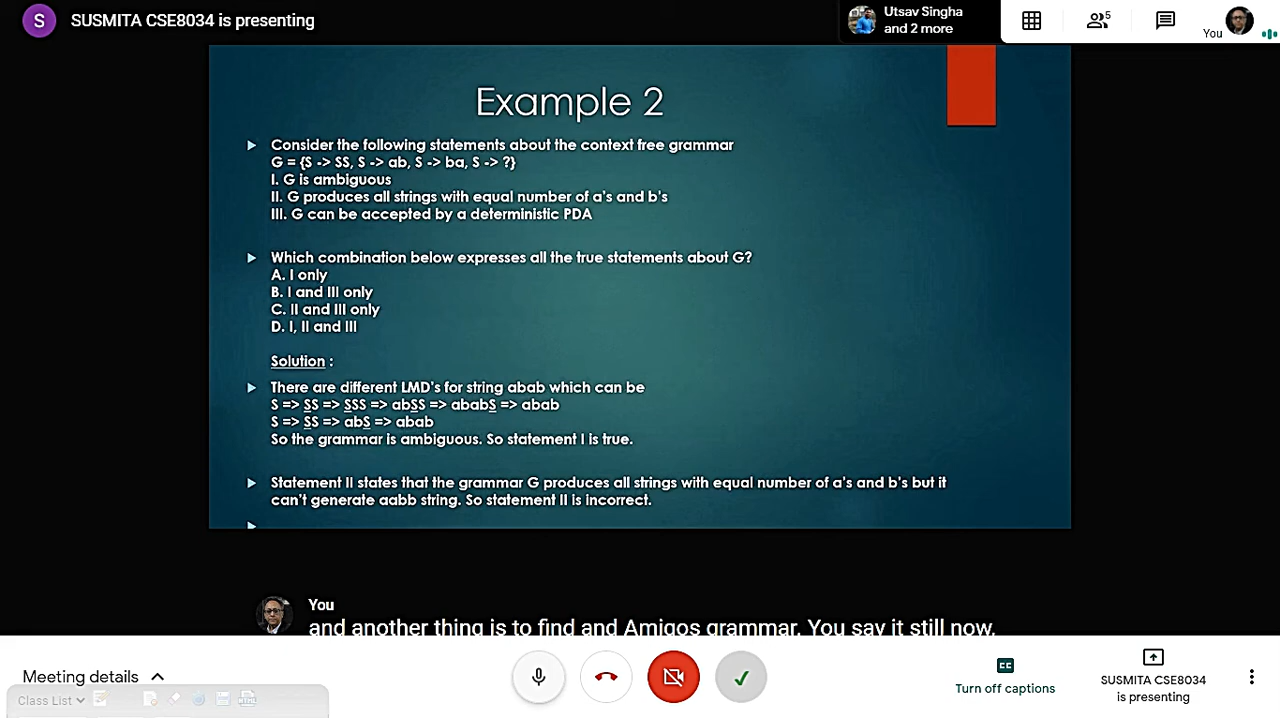 S SUSMITA CSE8034 is presenting
Utsav Singha
and 2 more
5
You
Example 2
Consider the following statements about the context free grammar
G = {S -> SS, S -> ab, S -> ba, S -> ?}
I. G is ambiguous
II. G produces all strings with equal number of a's and b's
III. G can be accepted by a deterministic PDA
Which combination below expresses all the true statements about G?
A. I only
B. I and III only
C. II and III only
D. I, II and III
Solution :
There are different LMD's for string abab which can be
S => SS => SSS => abSS => ababS => abab
S => SS => abS => abab
So the grammar is ambiguous. So statement I is true.
Statement II states that the grammar G produces all strings with equal number of a's and b's but it
can't generate aabb string. So statement II is incorrect.
You
and another thing is to find and Amigos grammar. You say it still now.
Meeting details
Class List
CC
Turn off captions
SUSMITA CSE8034
is presenting